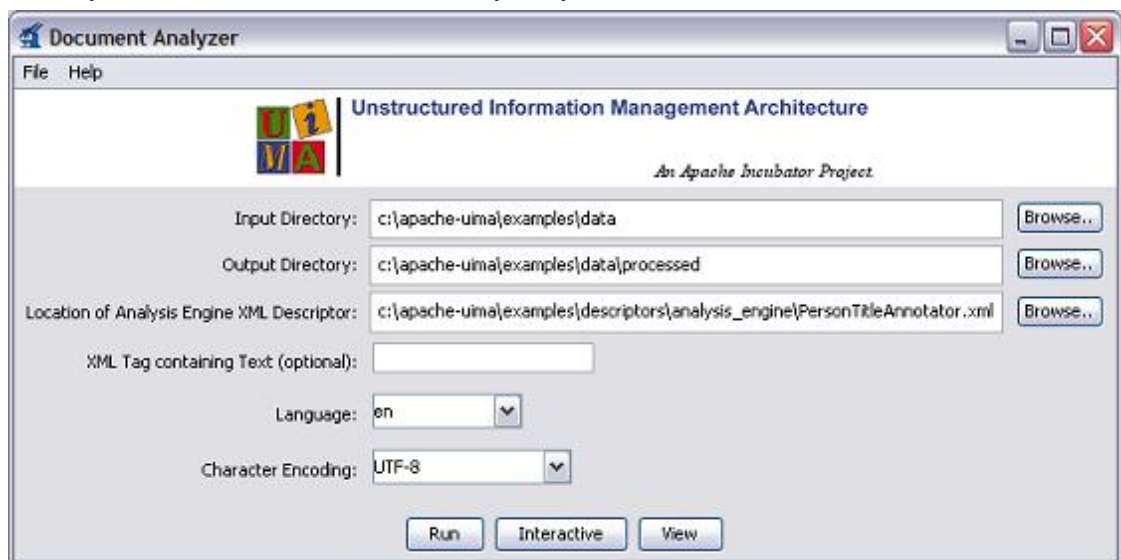 Document Analyzer
File Help
UIMA
Unstructured Information Management Architecture
An Apache Incubator Project
Input Directory: c:\apache-uima\examples\data Browse..
Output Directory: c:\apache-uima\examples\data\processed Browse..
Location of Analysis Engine XML Descriptor: c:\apache-uima\examples\descriptors\analysis_engine\PersonTitleAnnotator.xml Browse..
XML Tag containing Text (optional):
Language: en
Character Encoding: UTF-8
Run Interactive View